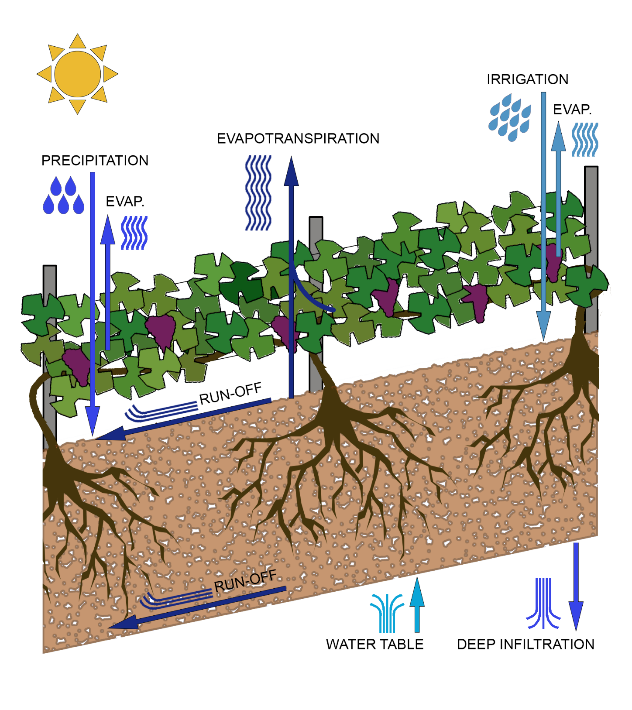 IRRIGATION
EVAP.
EVAPOTRANSPIRATION
PRECIPITATION
EVAP.
RUN-OFF
RUN-OFF
WATER TABLE
DEEP INFILTRATION